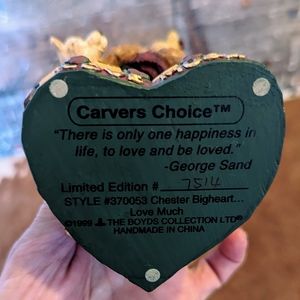 Carvers Choice™
"There is only one happiness in
life, to love and be loved."
-George Sand
Limited Edition # 7514
STYLE #370053 Chester Bigheart...
Love Much
©1999 THE BOYDS COLLECTION LTD®
HANDMADE IN CHINA